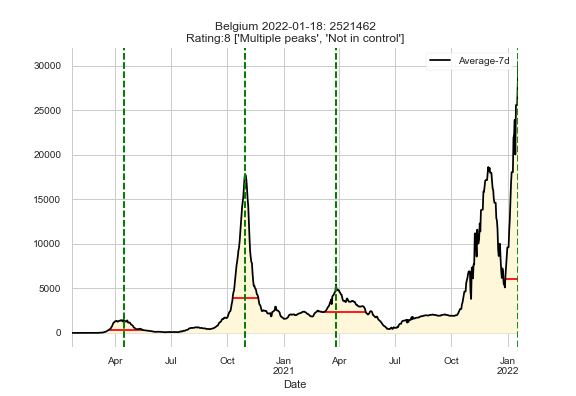 Belgium 2022-01-18: 2521462
Rating:8 ['Multiple peaks', 'Not in control']
Average-7d
30000
25000
20000
15000
10000
5000
0
Apr Jul Oct Jan Apr Jul Oct Jan
2021 2022
Date